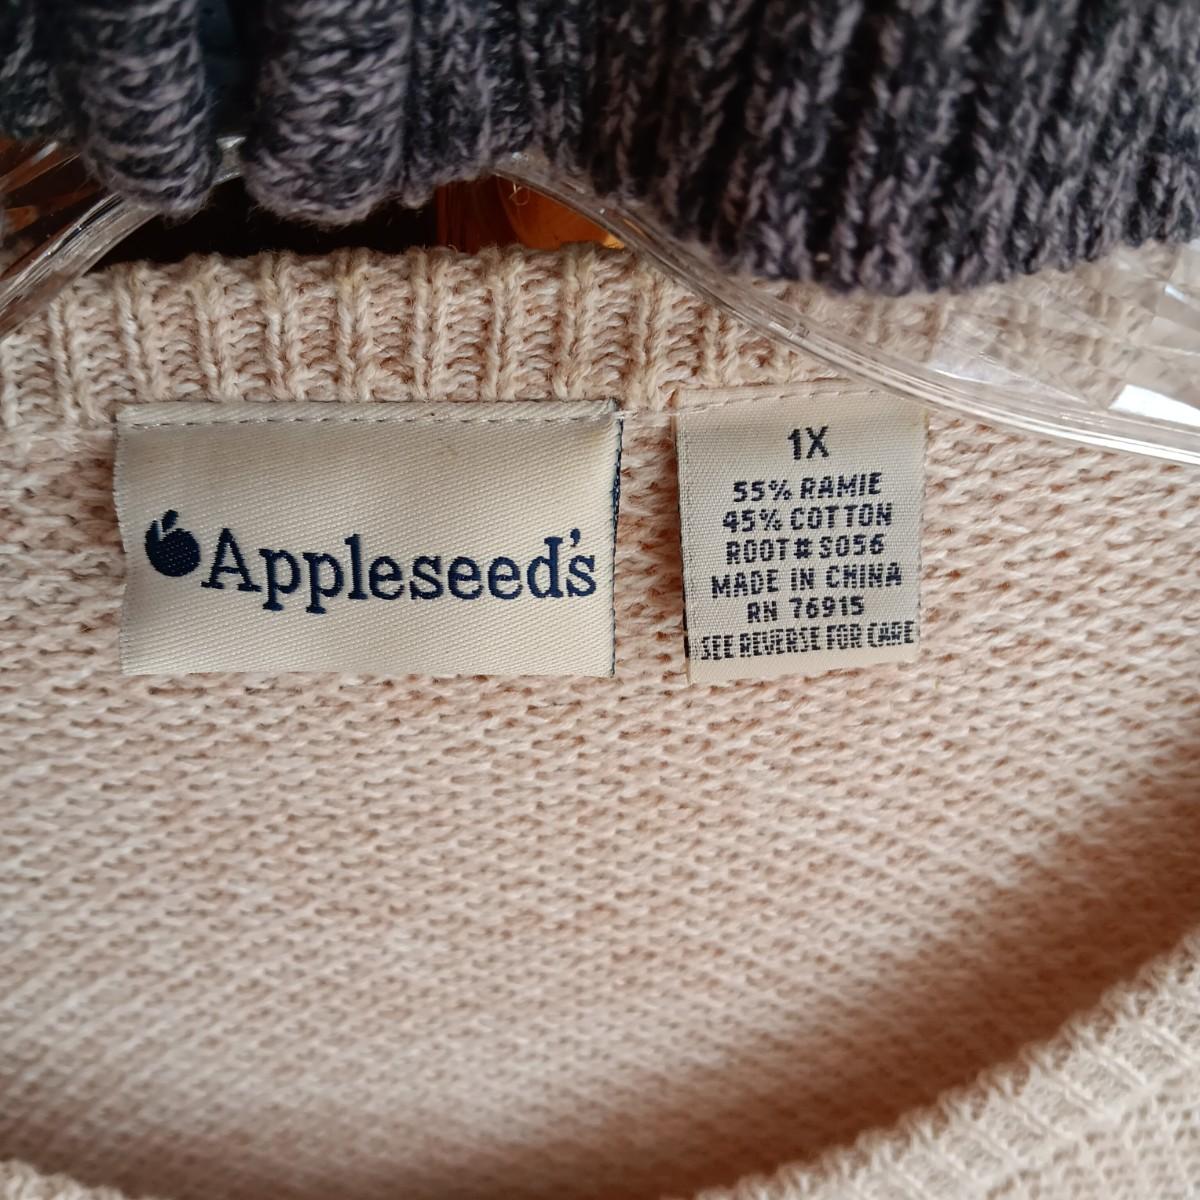 Appleseed's
1X
55% RAMIE
45% COTTON
ROOT# S056
MADE IN CHINA
RN 76915
SEE REVERSE FOR CARE